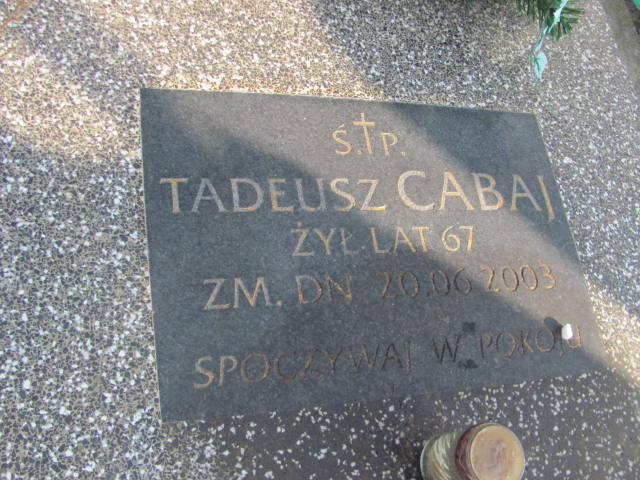 Ś.†P.
TADEUSZ CABAJ
ŻYŁ LAT 67
ZM. DN 20.06 2003
SPOCZYWAJ W POKOJU